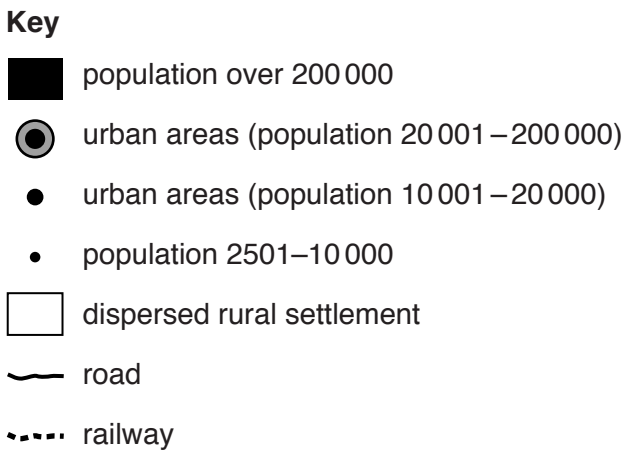 Key
population over 200 000
urban areas (population 20 001 – 200 000)
urban areas (population 10 001 – 20 000)
population 2501–10 000
dispersed rural settlement
road
railway